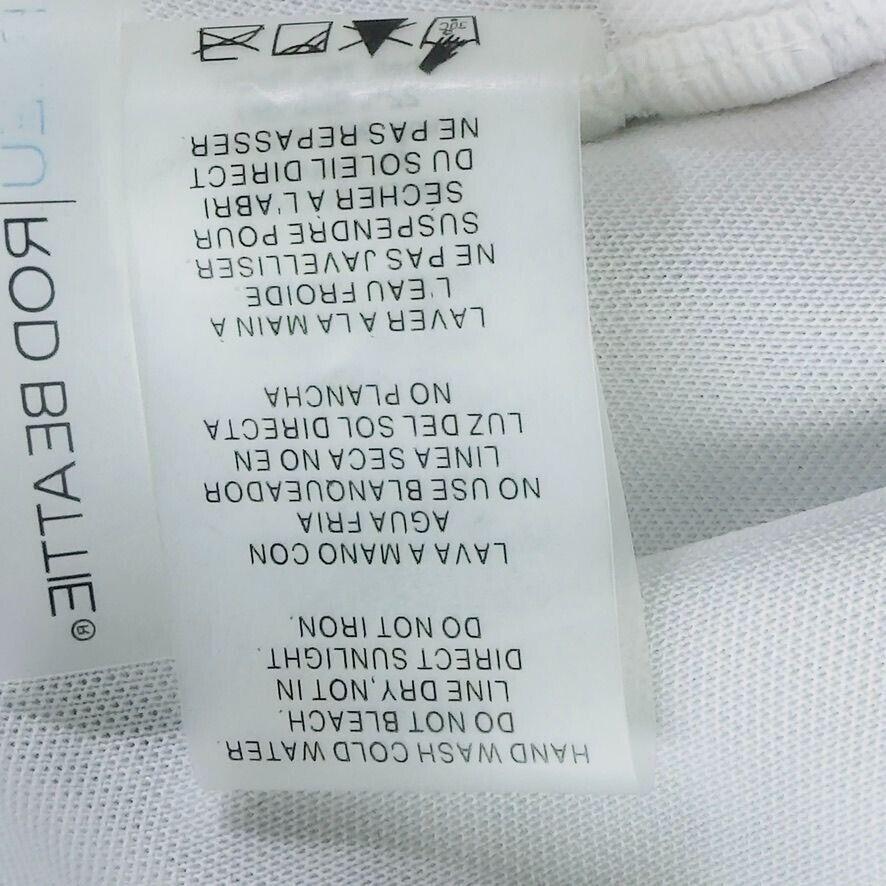 HAND WASH COLD WATER.
DO NOT BLEACH.
LINE DRY, NOT IN
DIRECT SUNLIGHT.
DO NOT IRON.
LAVA A MANO CON
AGUA FRIA
NO USE BLANQUEADOR
LINEA SECA NO EN
LUZ DEL SOL DIRECTA
NO PLANCHA
LAVER À LA MAIN À
L'EAU FROIDE.
NE PAS JAVELLISER
SUSPENDRE POUR
SÉCHER A L'ABRI
DU SOLEIL DIRECT
NE PAS REPASSER.
EU | ROD BEATTIE®